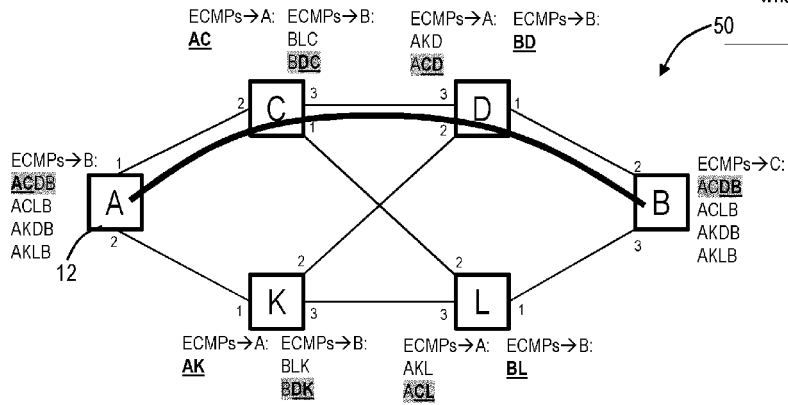 ECMPs→A: ECMPs→B:
AC BLC
BDC
ECMPs→A: ECMPs→B:
AKD BD
ACD
50
2 C 3
1
3 D 1
2
ECMPs→B:
ACDB
ACLB
AKDB
AKLB
1
A
2
12
2
B
3
ECMPs→C:
ACDB
ACLB
AKDB
AKLB
2
1 K 3
2
3 L 1
ECMPs→A: ECMPs→B:
AK BLK
BDK
ECMPs→A: ECMPs→B:
AKL BL
ACL